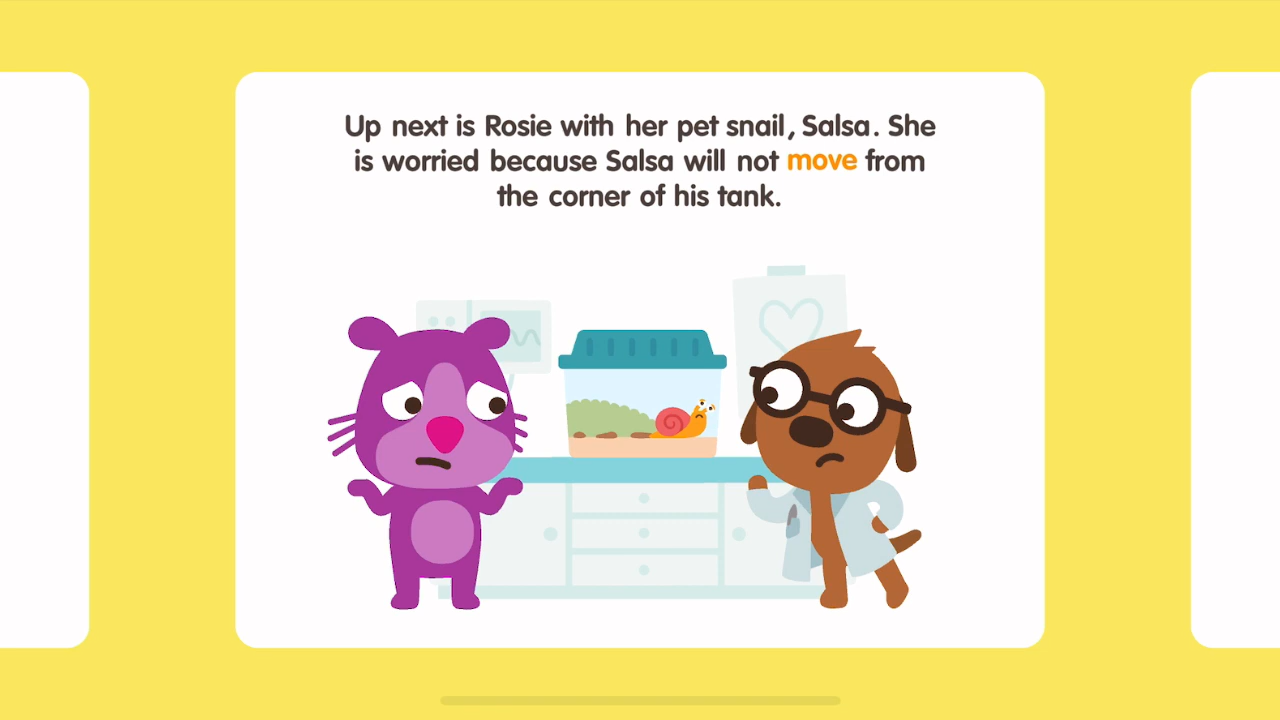 Up next is Rosie with her pet snail, Salsa. She
is worried because Salsa will not move from
the corner of his tank.